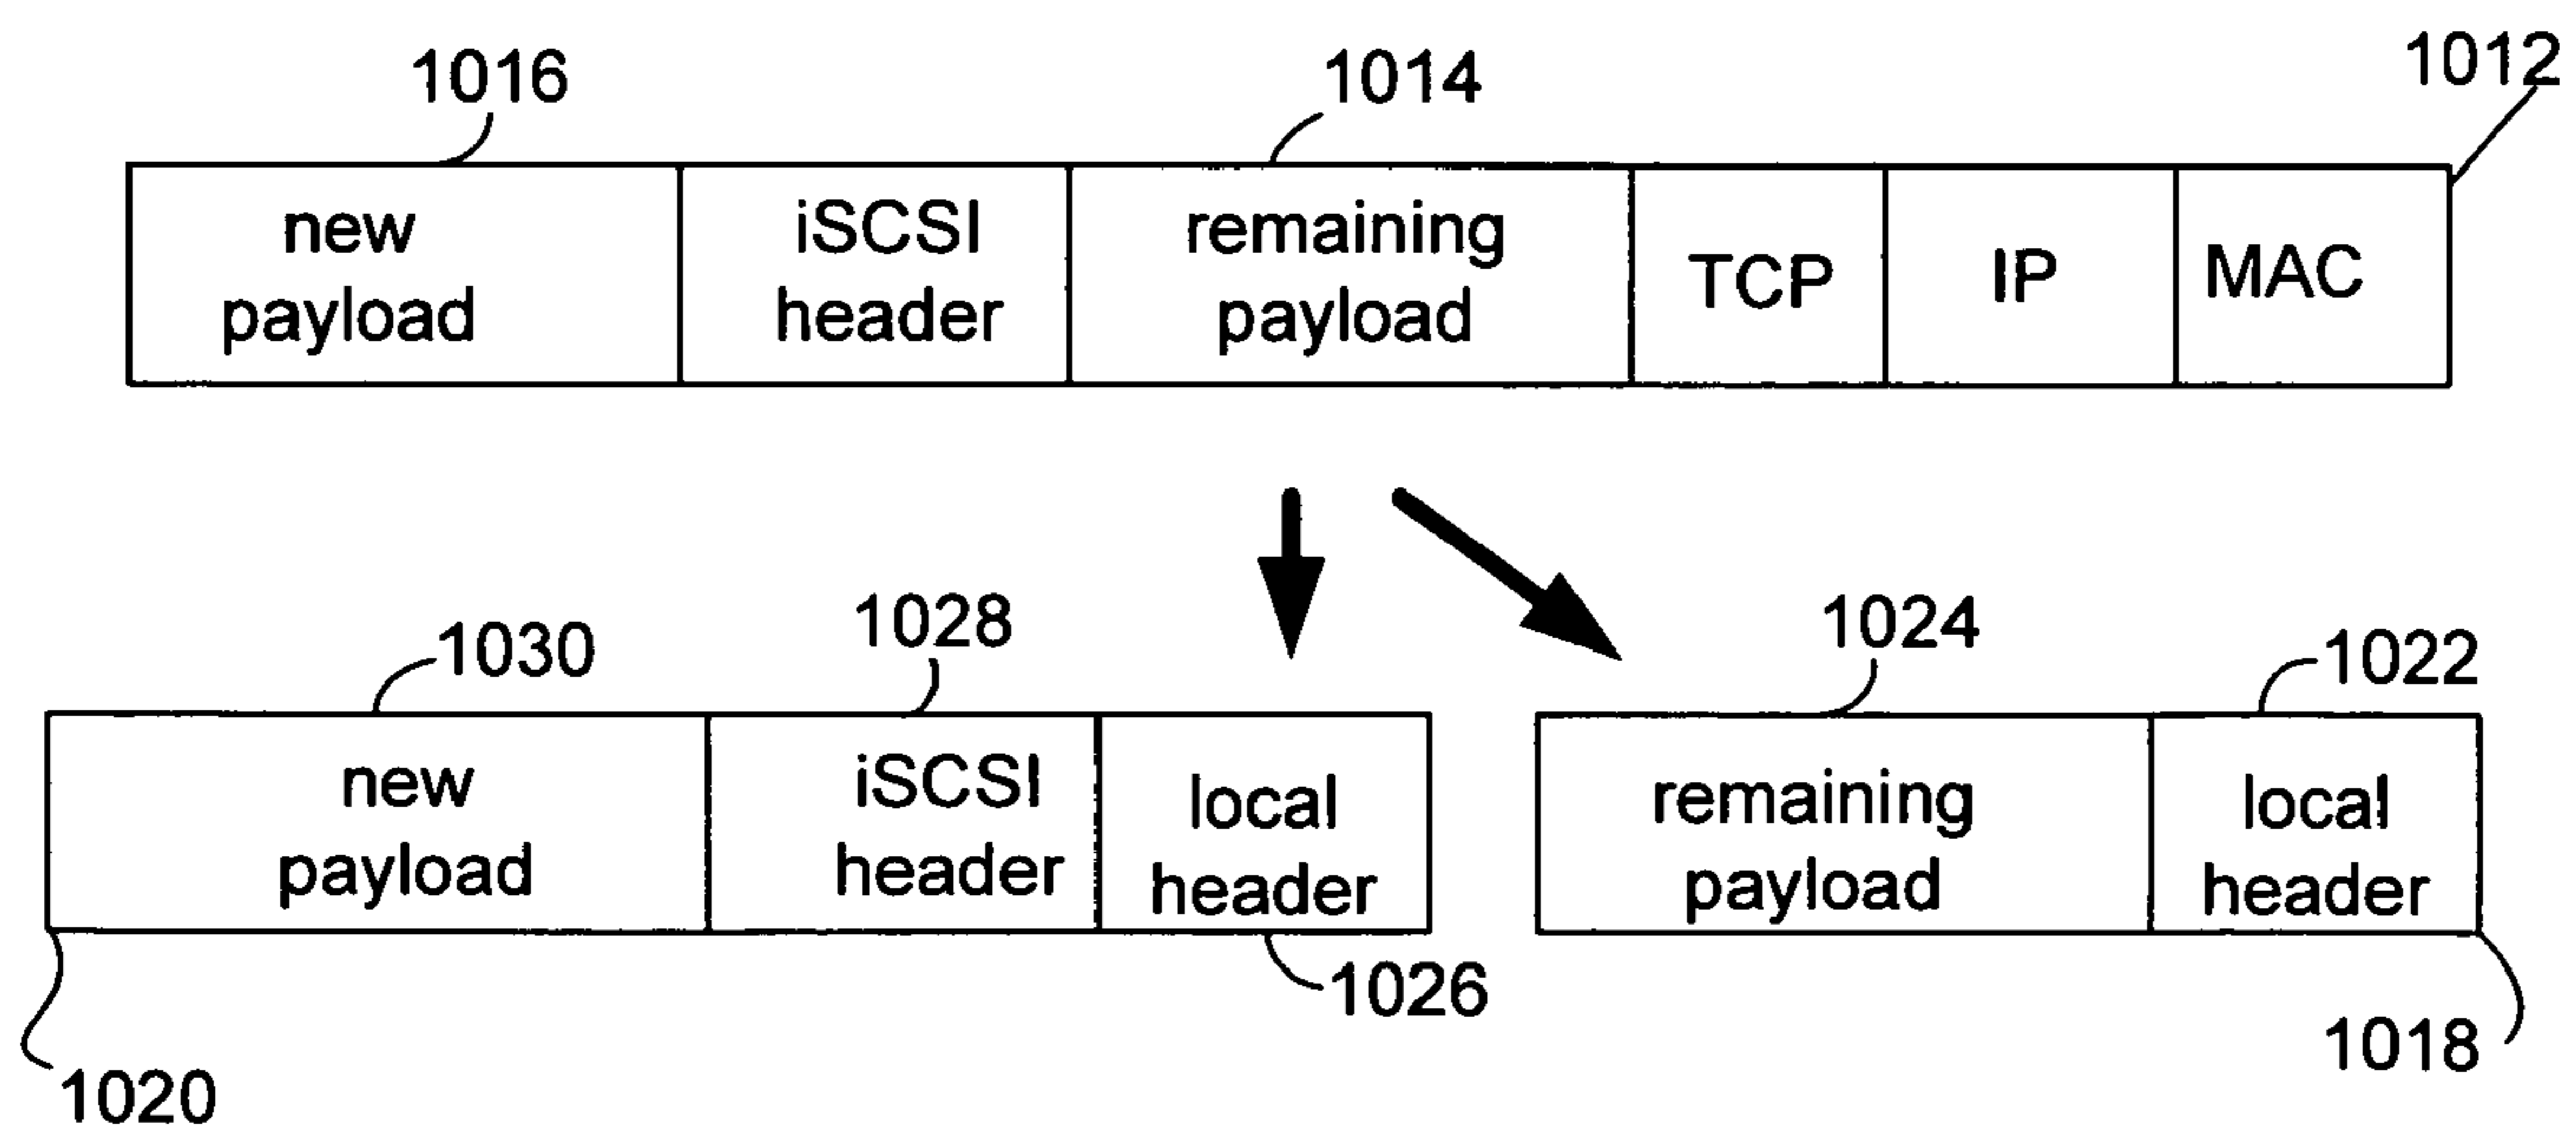 1016
1014
1012
new
payload
iSCSI
header
remaining
payload
TCP
IP
MAC
1030
1028
1024
1022
new
payload
iSCSI
header
local
header
remaining
payload
local
header
1026
1018
1020